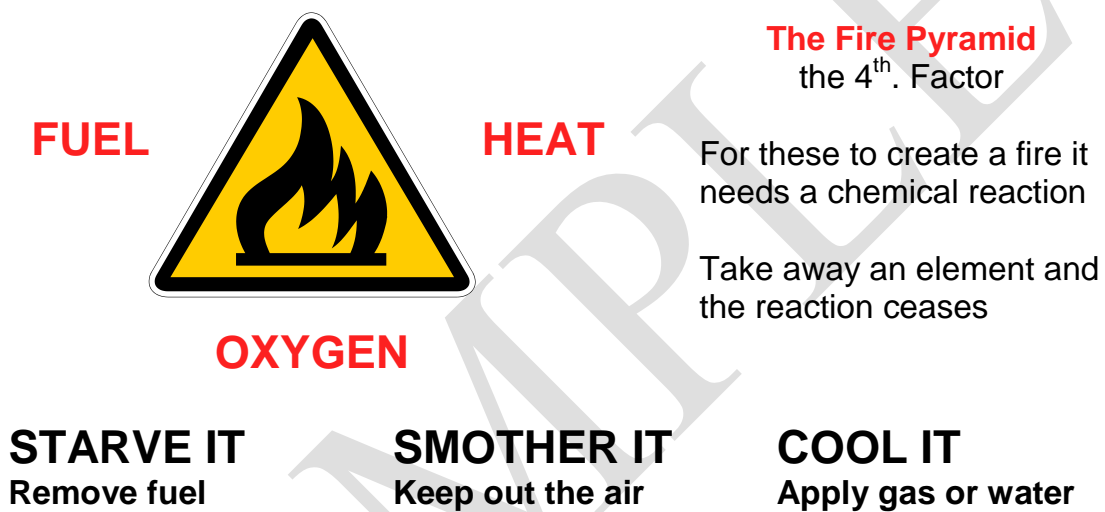 The Fire Pyramid
the 4th. Factor
FUEL
HEAT
For these to create a fire it
needs a chemical reaction
Take away an element and
the reaction ceases
OXYGEN
STARVE IT
Remove fuel
SMOTHER IT
Keep out the air
COOL IT
Apply gas or water
MPLE